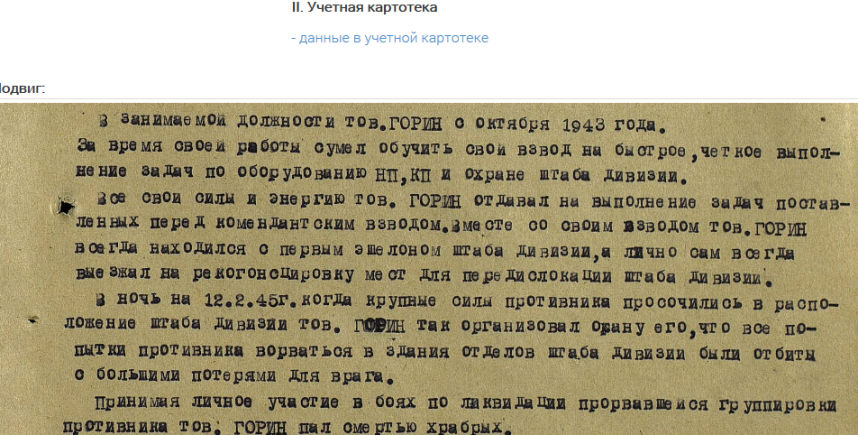 II. Учетная картотека
- данные в учетной картотеке
одвиг:
В занимаемой должности тов.ГОРИН с октября 1943 года.
За время своей работы сумел обучить свой взвод на быстрое,четкое выпол-
нение задач по оборудованию НП,КП и охране штаба дивизии.
Все свои силы и энергию тов. ГОРИН отдавал на выполнение задач постав-
ленных перед комендантским взводом.Вместе со своим взводом тов.ГОРИН
всегда находился с первым эшелоном штаба дивизии,а лично сам всегда
выезжал на рекогонсцировку мест для передислокации штаба дивизии.
В ночь на 12.2.45г.когда крупные силы противника просочились в распо-
ложение штаба дивизии тов. ГОРИН так организовал орану его,что все по-
пытки противника ворваться в здания отделов штаба дивизии были отбиты
с большими потерями для врага.
Принимая личное участие в боях по ликвидации прорвавшейся группировки
противника тов. ГОРИН пал смертью храбрых.